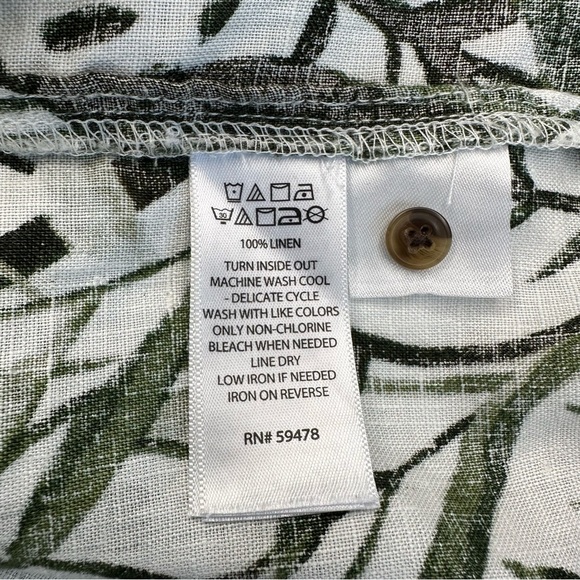 30
100% LINEN
TURN INSIDE OUT
MACHINE WASH COOL
- DELICATE CYCLE
WASH WITH LIKE COLORS
ONLY NON-CHLORINE
BLEACH WHEN NEEDED
LINE DRY
LOW IRON IF NEEDED
IRON ON REVERSE
RN# 59478